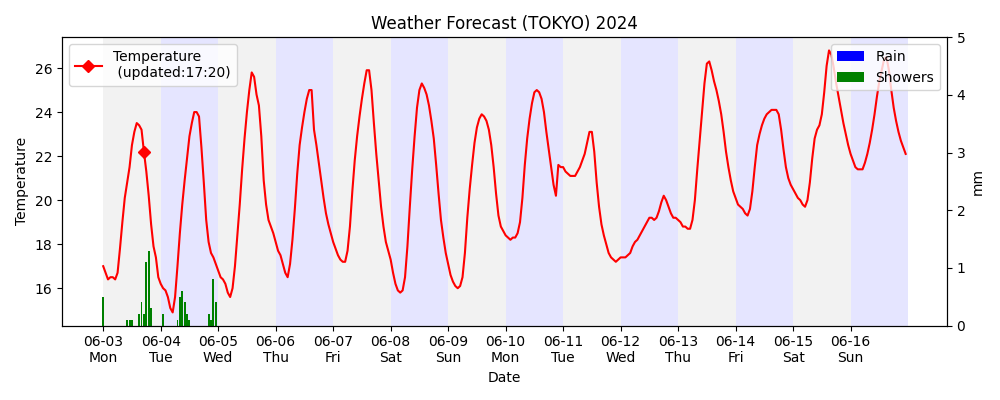 Weather Forecast (TOKYO) 2024
Temperature
(updated:17:20)
Rain
Showers
Temperature
26
24
22
20
18
16
5
4
3
2
1
0
mm
06-03 06-04 06-05 06-06 06-07 06-08 06-09 06-10 06-11 06-12 06-13 06-14 06-15 06-16
Mon Tue Wed Thu Fri Sat Sun Mon Tue Wed Thu Fri Sat Sun
Date